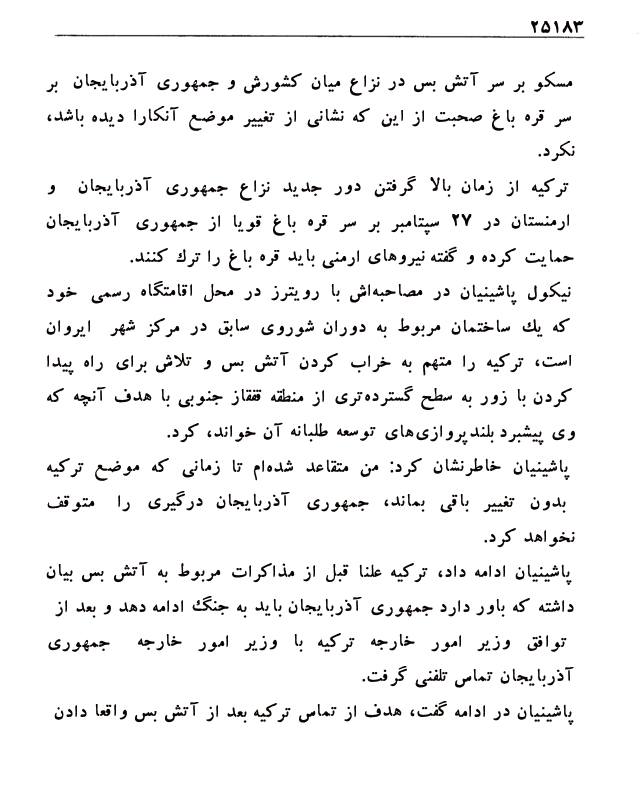 ۲۵۱۸۳
مسکو بر سر آتش بس در نزاع میان کشورش و جمهوری آذربایجان بر
سر قره باغ صحبت از این که نشانی از تغییر موضع آنکارا دیده باشد،
نکرد.
ترکیه از زمان بالا گرفتن دور جدید نزاع جمهوری آذربایجان و
ارمنستان در ۲۷ سپتامبر بر سر قره باغ قویا از جمهوری آذربایجان
حمایت کرده و گفته نیروهای ارمنی باید قره باغ را ترک کنند.
نیکول پاشینیان در مصاحبه‌اش با رویترز در محل اقامتگاه رسمی خود
که یك ساختمان مربوط به دوران شوروی سابق در مرکز شهر ایروان
است، ترکیه را متهم به خراب کردن آتش بس و تلاش برای راه پیدا
کردن با زور به سطح گسترده‌تری از منطقه قفقاز جنوبی با هدف آنچه که
وی پیشبرد بلندپروازی‌های توسعه طلبانه آن خواند، کرد.
پاشینیان خاطرنشان کرد: من متقاعد شده‌ام تا زمانی که موضع ترکیه
بدون تغییر باقی بماند، جمهوری آذربایجان درگیری را متوقف
نخواهد کرد.
پاشینیان ادامه داد، ترکیه علنا قبل از مذاکرات مربوط به آتش بس بیان
داشته که باور دارد جمهوری آذربایجان باید به جنگ ادامه دهد و بعد از
توافق وزیر امور خارجه ترکیه با وزیر امور خارجه جمهوری
آذربایجان تماس تلفنی گرفت.
پاشینیان در ادامه گفت، هدف از تماس ترکیه بعد از آتش بس واقعا دادن